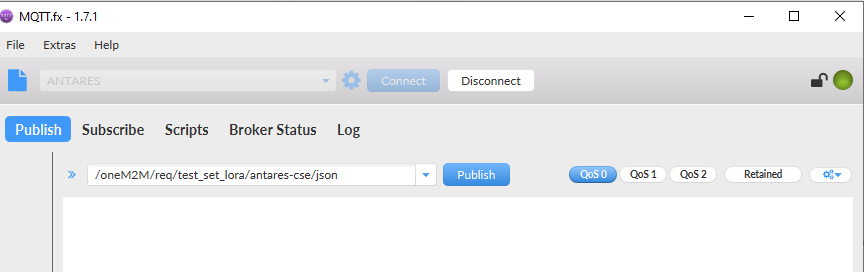 MQTT.fx - 1.7.1
File Extras Help
ANTARES Connect Disconnect
Publish Subscribe Scripts Broker Status Log
/oneM2M/req/test_set_lora/antares-cse/json Publish QoS 0 QoS 1 QoS 2 Retained